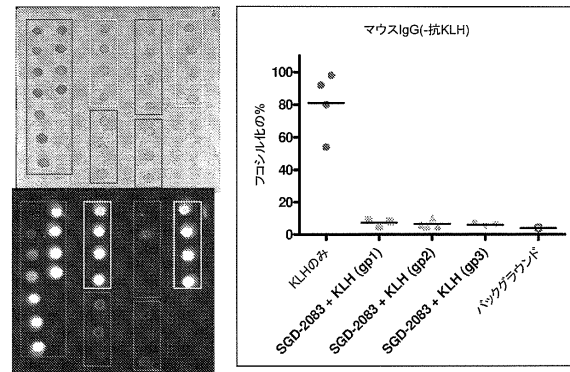 マウスIgG(-抗KLH)
フコシル化の%
100
80
60
40
20
0
KLHのみ
SGD-2083 + KLH (gp1)
SGD-2083 + KLH (gp2)
SGD-2083 + KLH (gp3)
バックグラウンド